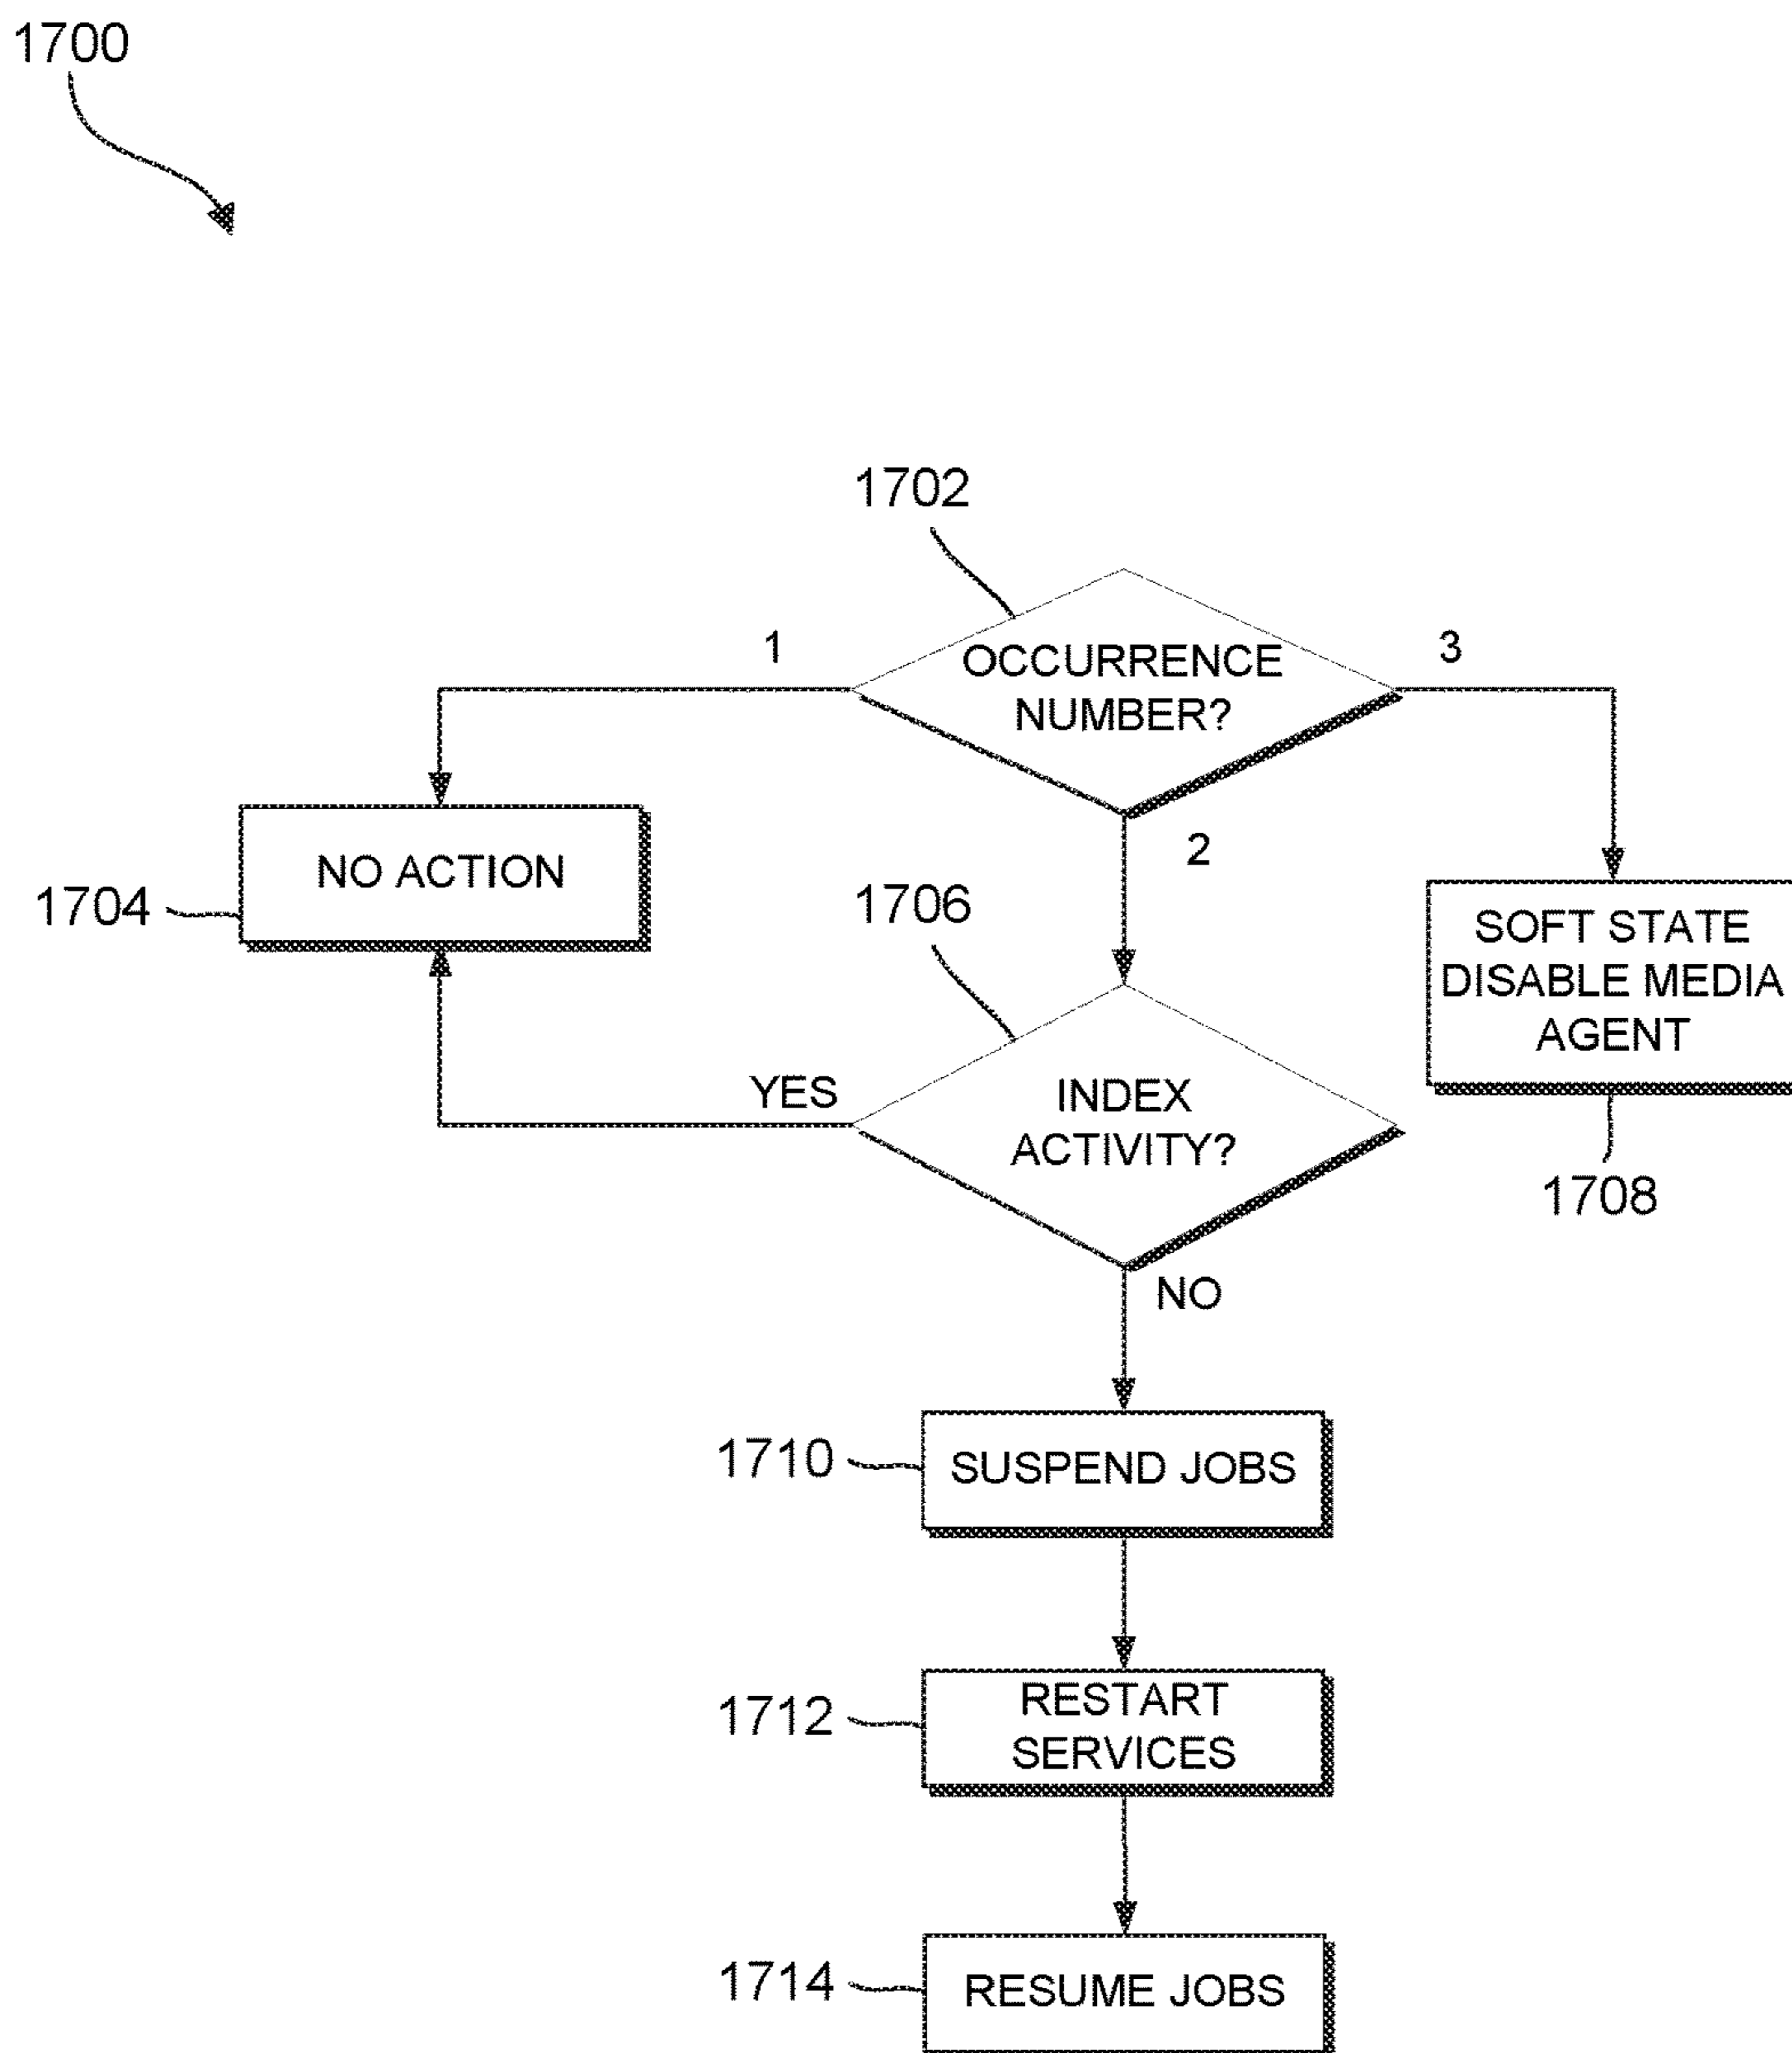 1700
1702
1
OCCURRENCE
NUMBER?
3
NO ACTION
1704
2
1706
SOFT STATE
DISABLE MEDIA
AGENT
YES
INDEX
ACTIVITY?
1708
NO
1710
SUSPEND JOBS
1712
RESTART
SERVICES
1714
RESUME JOBS